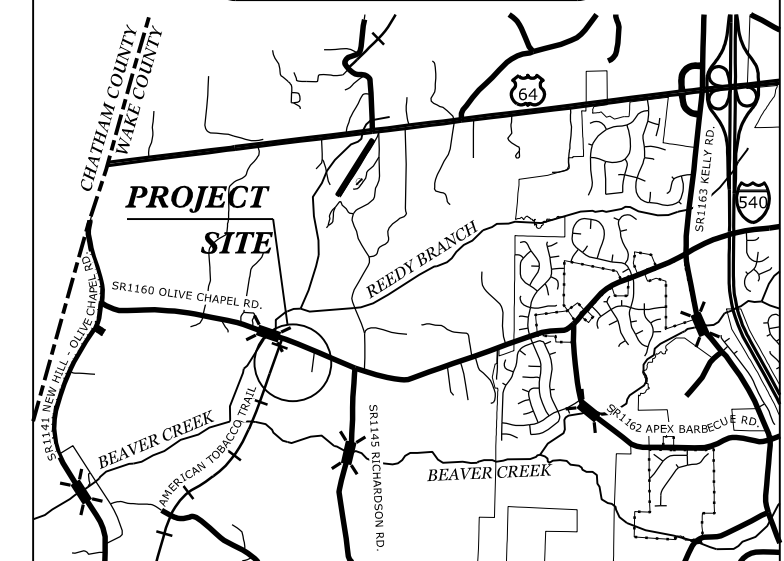 CHATHAM COUNTY
WAKE COUNTY
64
SR1163 KELLY RD.
540
PROJECT
SITE
REEDY BRANCH
SR1160 OLIVE CHAPEL RD.
SR1141 NEW HILL - OLIVE CHAPEL RD.
BEAVER CREEK
AMERICAN TOBACCO TRAIL
SR1145 RICHARDSON RD.
BEAVER CREEK
SR1162 APEX BARBECUE RD.